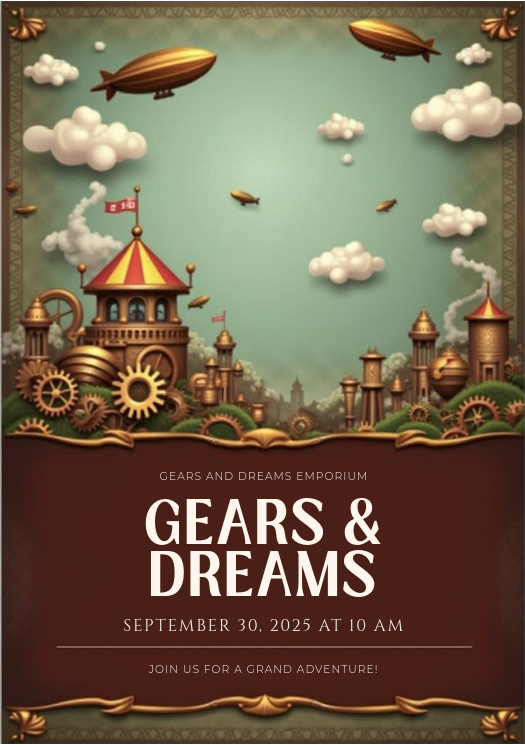 GEARS AND DREAMS EMPORIUM
GEARS &
DREAMS
SEPTEMBER 30, 2025 AT 10 AM
JOIN US FOR A GRAND ADVENTURE!